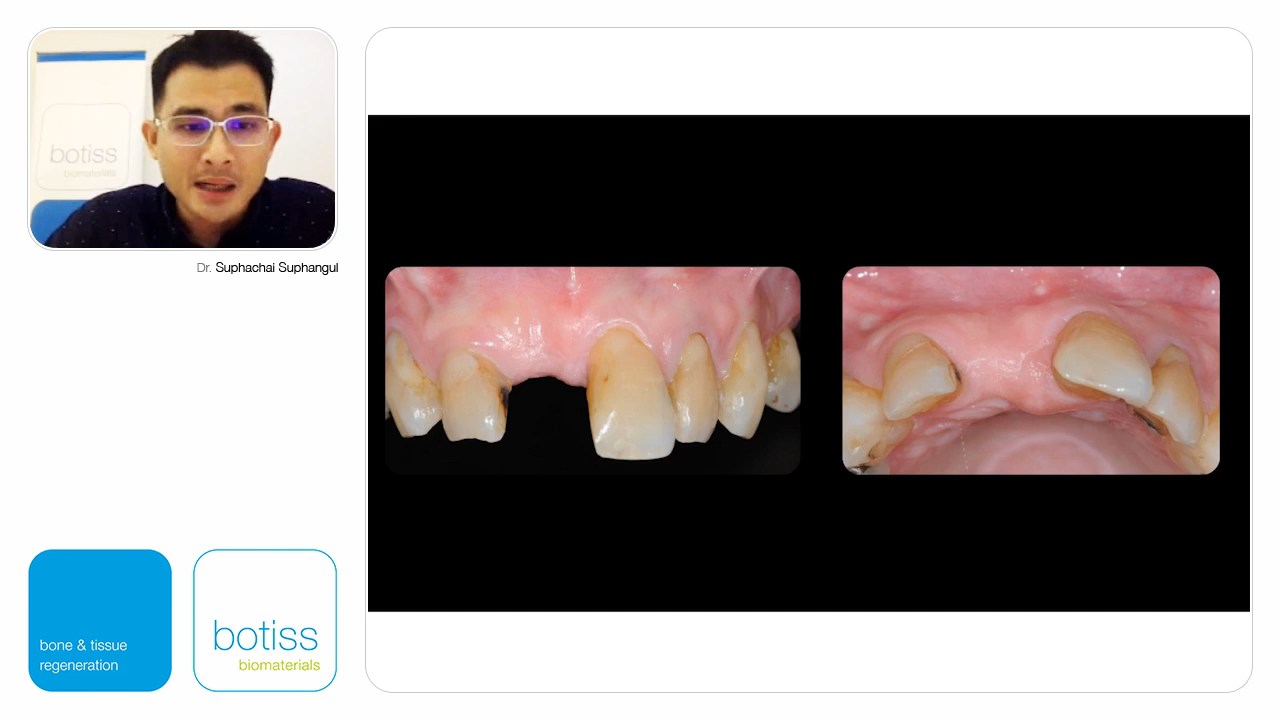 botiss
biomaterials
Dr. Suphachai Suphangul
bone & tissue
regeneration
botiss
biomaterials